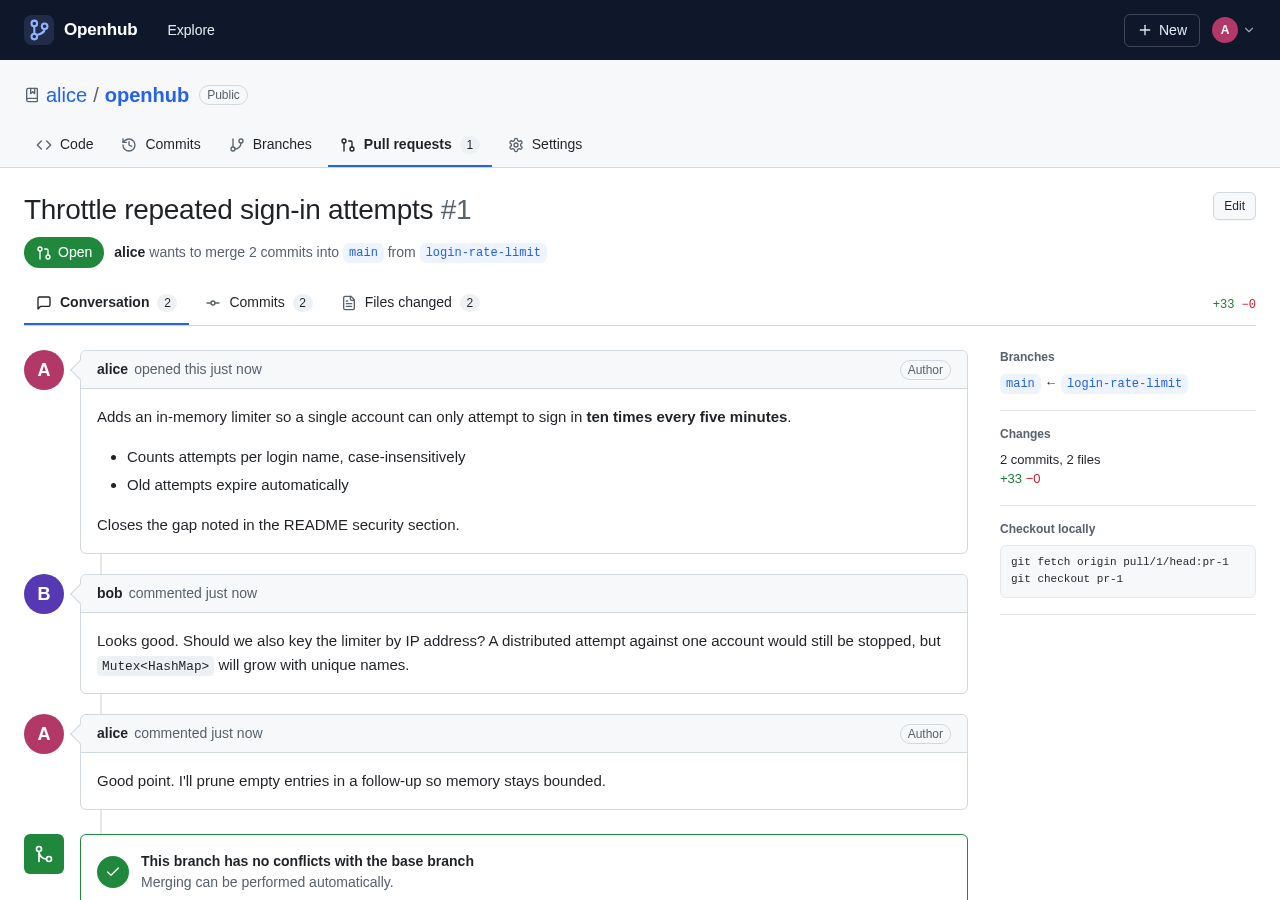 Openhub
Explore
New
A
alice / openhub
Public
Code
Commits
Branches
Pull requests 1
Settings
Throttle repeated sign-in attempts #1
Edit
Open
alice wants to merge 2 commits into main from login-rate-limit
Conversation 2
Commits 2
Files changed 2
+33 −0
A
alice opened this just now
Author
Adds an in-memory limiter so a single account can only attempt to sign in ten times every five minutes.
Counts attempts per login name, case-insensitively
Old attempts expire automatically
Closes the gap noted in the README security section.
B
bob commented just now
Looks good. Should we also key the limiter by IP address? A distributed attempt against one account would still be stopped, but
Mutex<HashMap> will grow with unique names.
A
alice commented just now
Author
Good point. I'll prune empty entries in a follow-up so memory stays bounded.
This branch has no conflicts with the base branch
Merging can be performed automatically.
Branches
main ← login-rate-limit
Changes
2 commits, 2 files
+33 −0
Checkout locally
git fetch origin pull/1/head:pr-1
git checkout pr-1